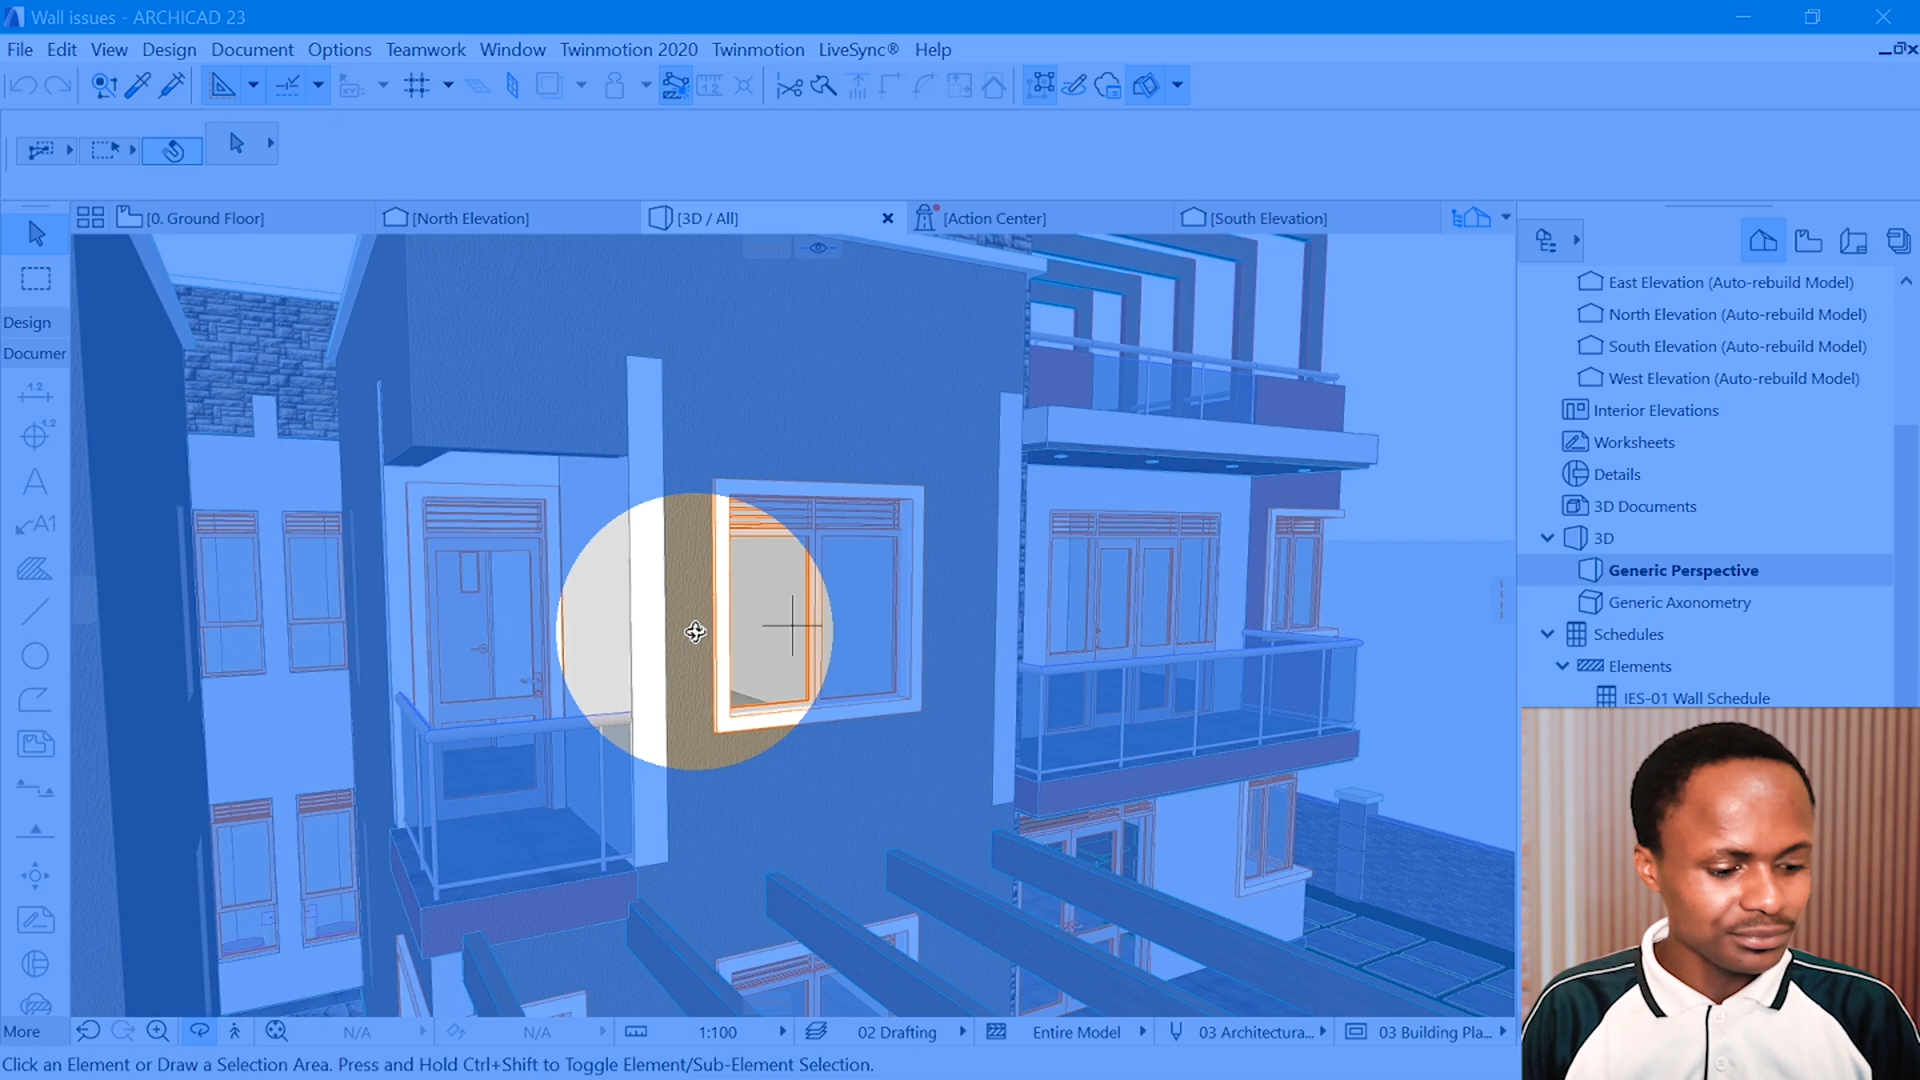 Wall issues - ARCHICAD 23
File Edit View Design Document Options Teamwork Window Twinmotion 2020 Twinmotion LiveSync® Help
[0. Ground Floor]
[North Elevation]
[3D / All]
[Action Center]
[South Elevation]
Design
Documer
1.2
1.2
A
A1
More
East Elevation (Auto-rebuild Model)
North Elevation (Auto-rebuild Model)
South Elevation (Auto-rebuild Model)
West Elevation (Auto-rebuild Model)
Interior Elevations
Worksheets
Details
3D Documents
3D
Generic Perspective
Generic Axonometry
Schedules
Elements
IES-01 Wall Schedule
N/A
N/A
1:100
02 Drafting
Entire Model
03 Architectura...
03 Building Pla...
Click an Element or Draw a Selection Area. Press and Hold Ctrl+Shift to Toggle Element/Sub-Element Selection.